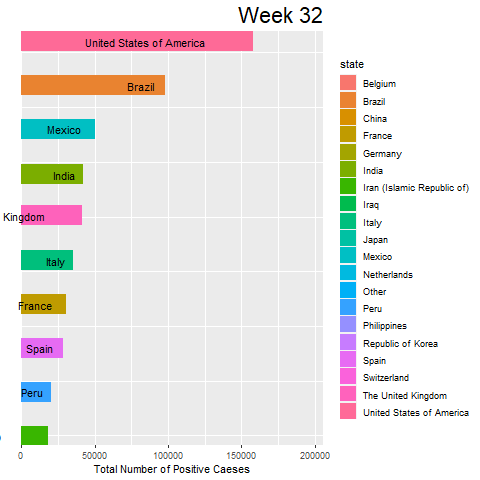 Week 32
United States of America
Brazil
Mexico
India
Kingdom
Italy
France
Spain
Peru
0
50000
100000
150000
200000
Total Number of Positive Caeses
state
Belgium
Brazil
China
France
Germany
India
Iran (Islamic Republic of)
Iraq
Italy
Japan
Mexico
Netherlands
Other
Peru
Philippines
Republic of Korea
Spain
Switzerland
The United Kingdom
United States of America